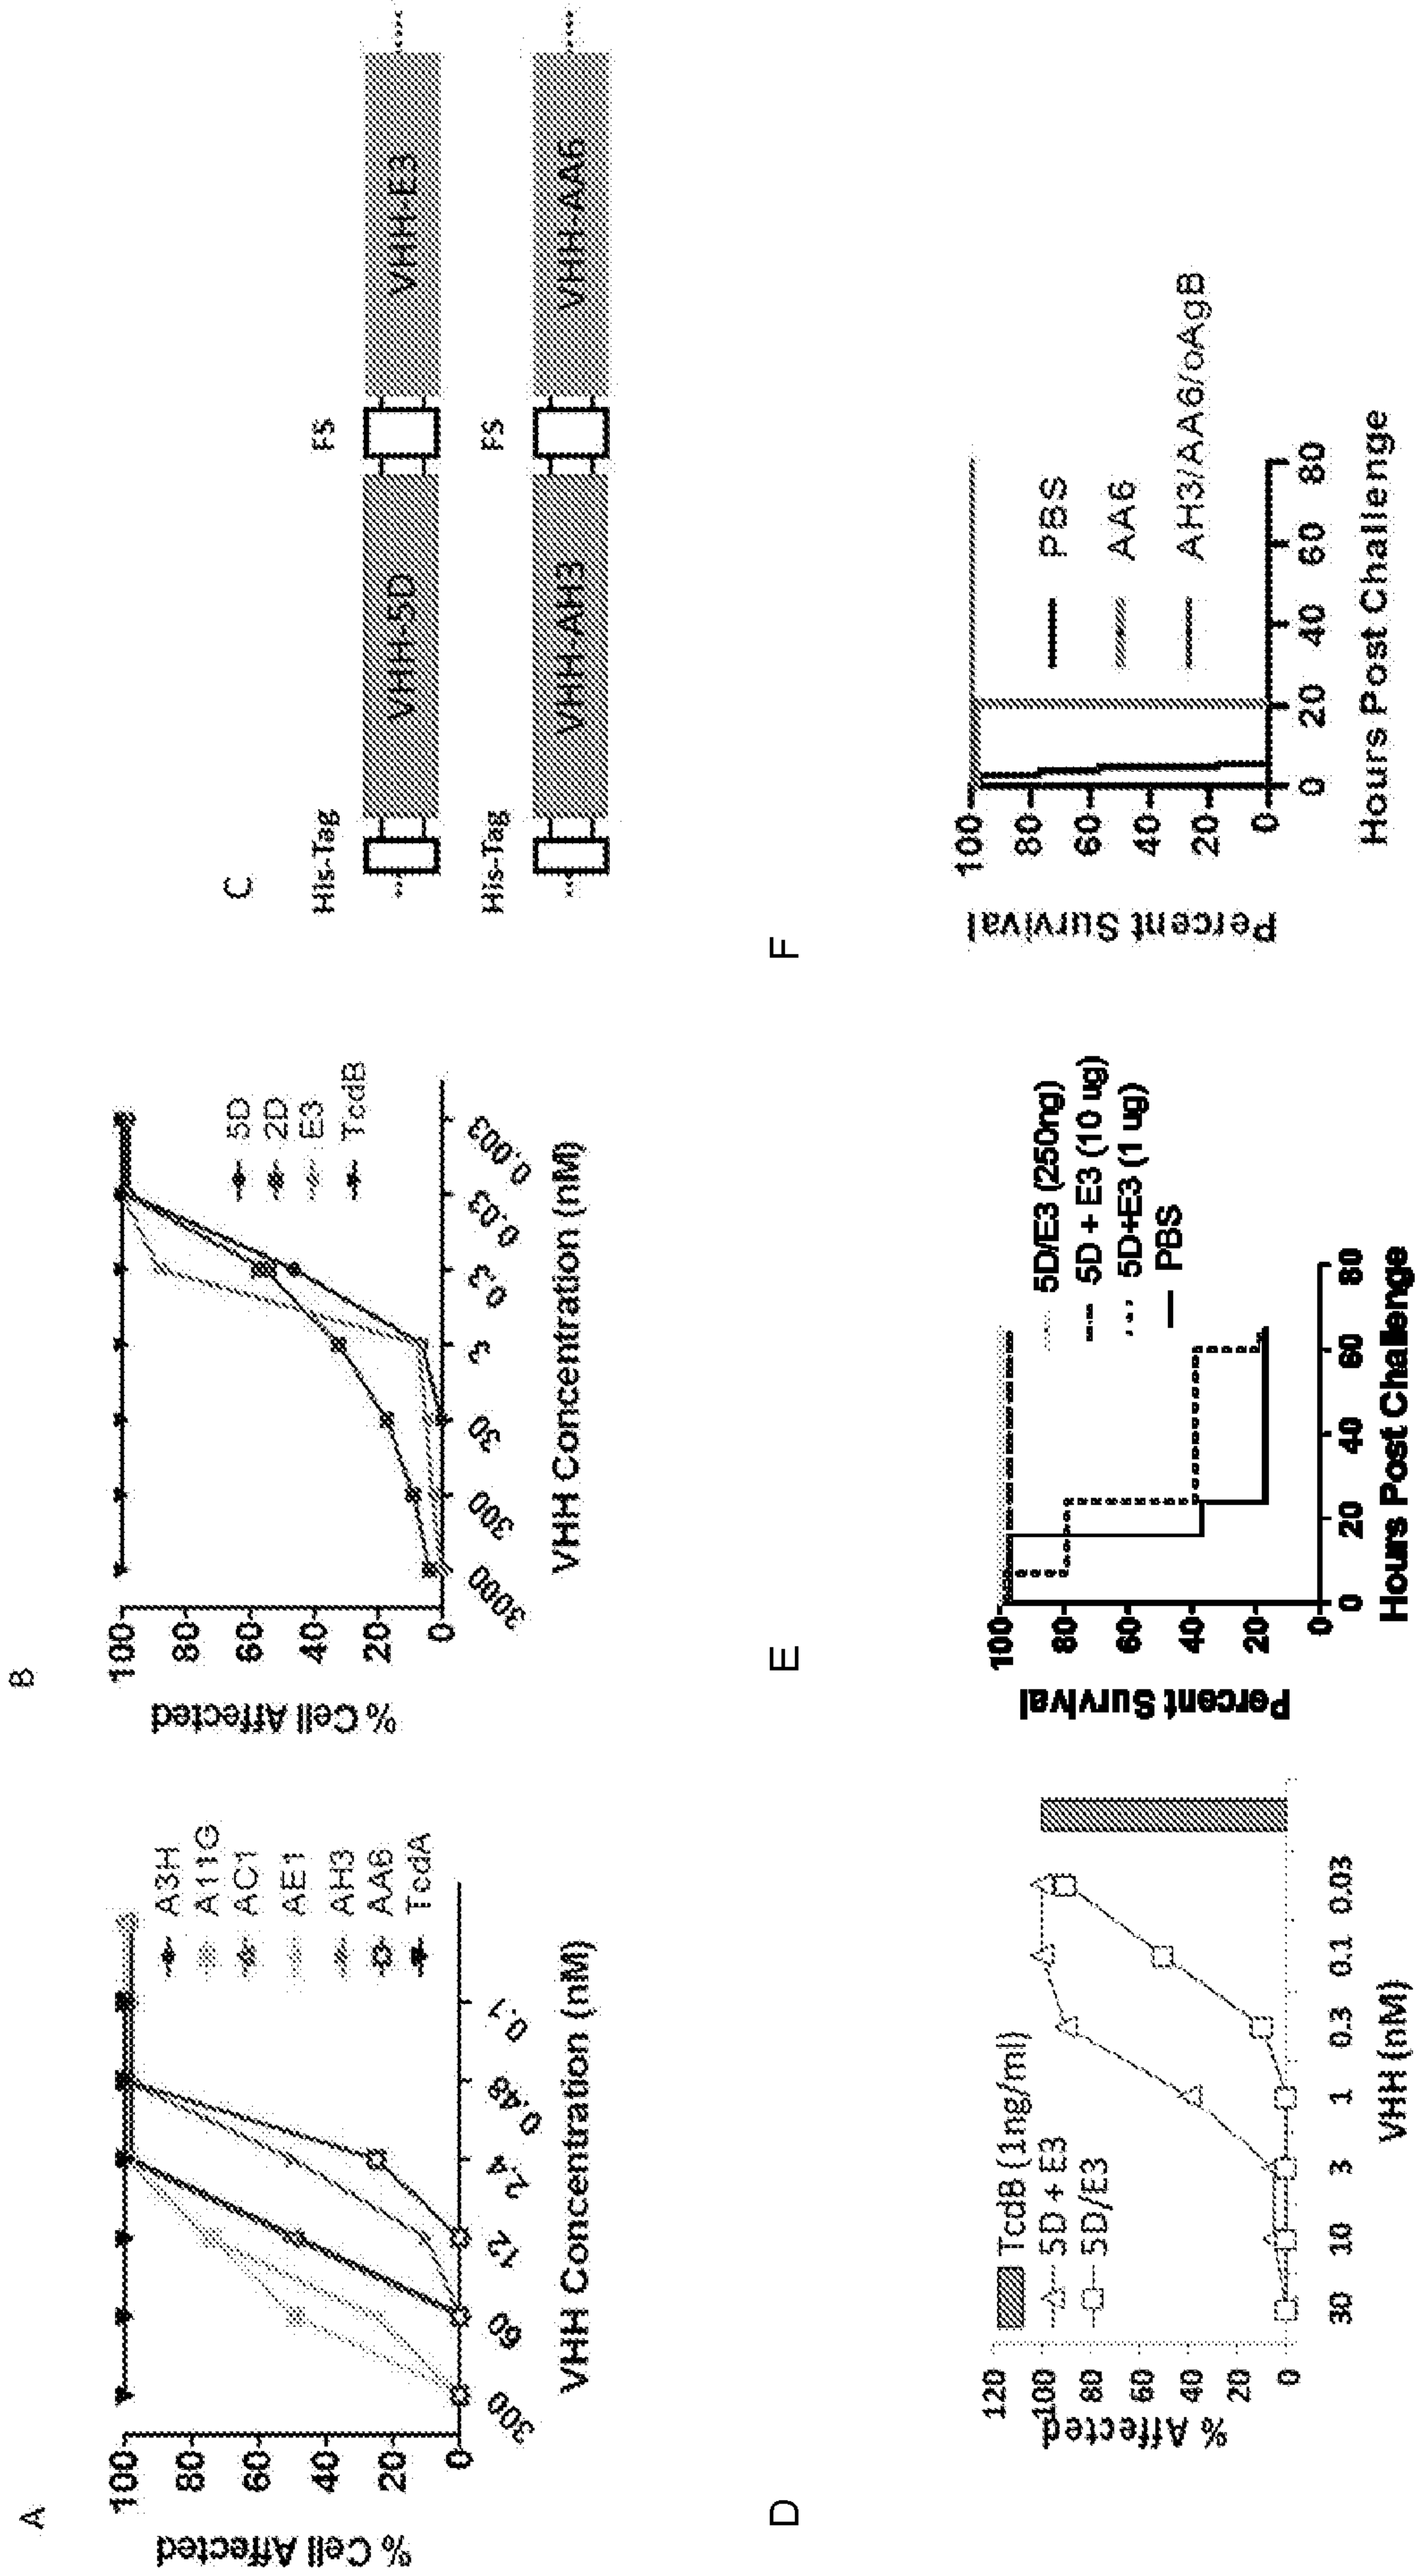 A
% Cell Affected
100
80
60
40
20
0
300
60
12
2.4
0.48
0.1
VHH Concentration (nM)
A3H
A11G
AC1
AE1
AH3
AA6
TcdA
B
% Cell Affected
100
80
60
40
20
0
3000
300
30
3
0.3
0.03
0.003
VHH Concentration (nM)
5D
2D
E3
TcdB
C
His-Tag
VHH-5D
FS
VHH-E3
His-Tag
VHH-AH3
FS
VHH-AA6
D
% Affected
120
100
80
60
40
20
0
TcdB (1ng/ml)
5D + E3
5D/E3
30
10
3
1
0.3
0.1
0.03
VHH (nM)
E
Percent Survival
100
80
60
40
20
0
0
20
40
60
80
Hours Post Challenge
5D/E3 (250ng)
5D + E3 (10 ug)
5D+E3 (1 ug)
PBS
F
Percent Survival
100
80
60
40
20
0
0
20
40
60
80
Hours Post Challenge
PBS
AA6
AH3/AA6/oAgB